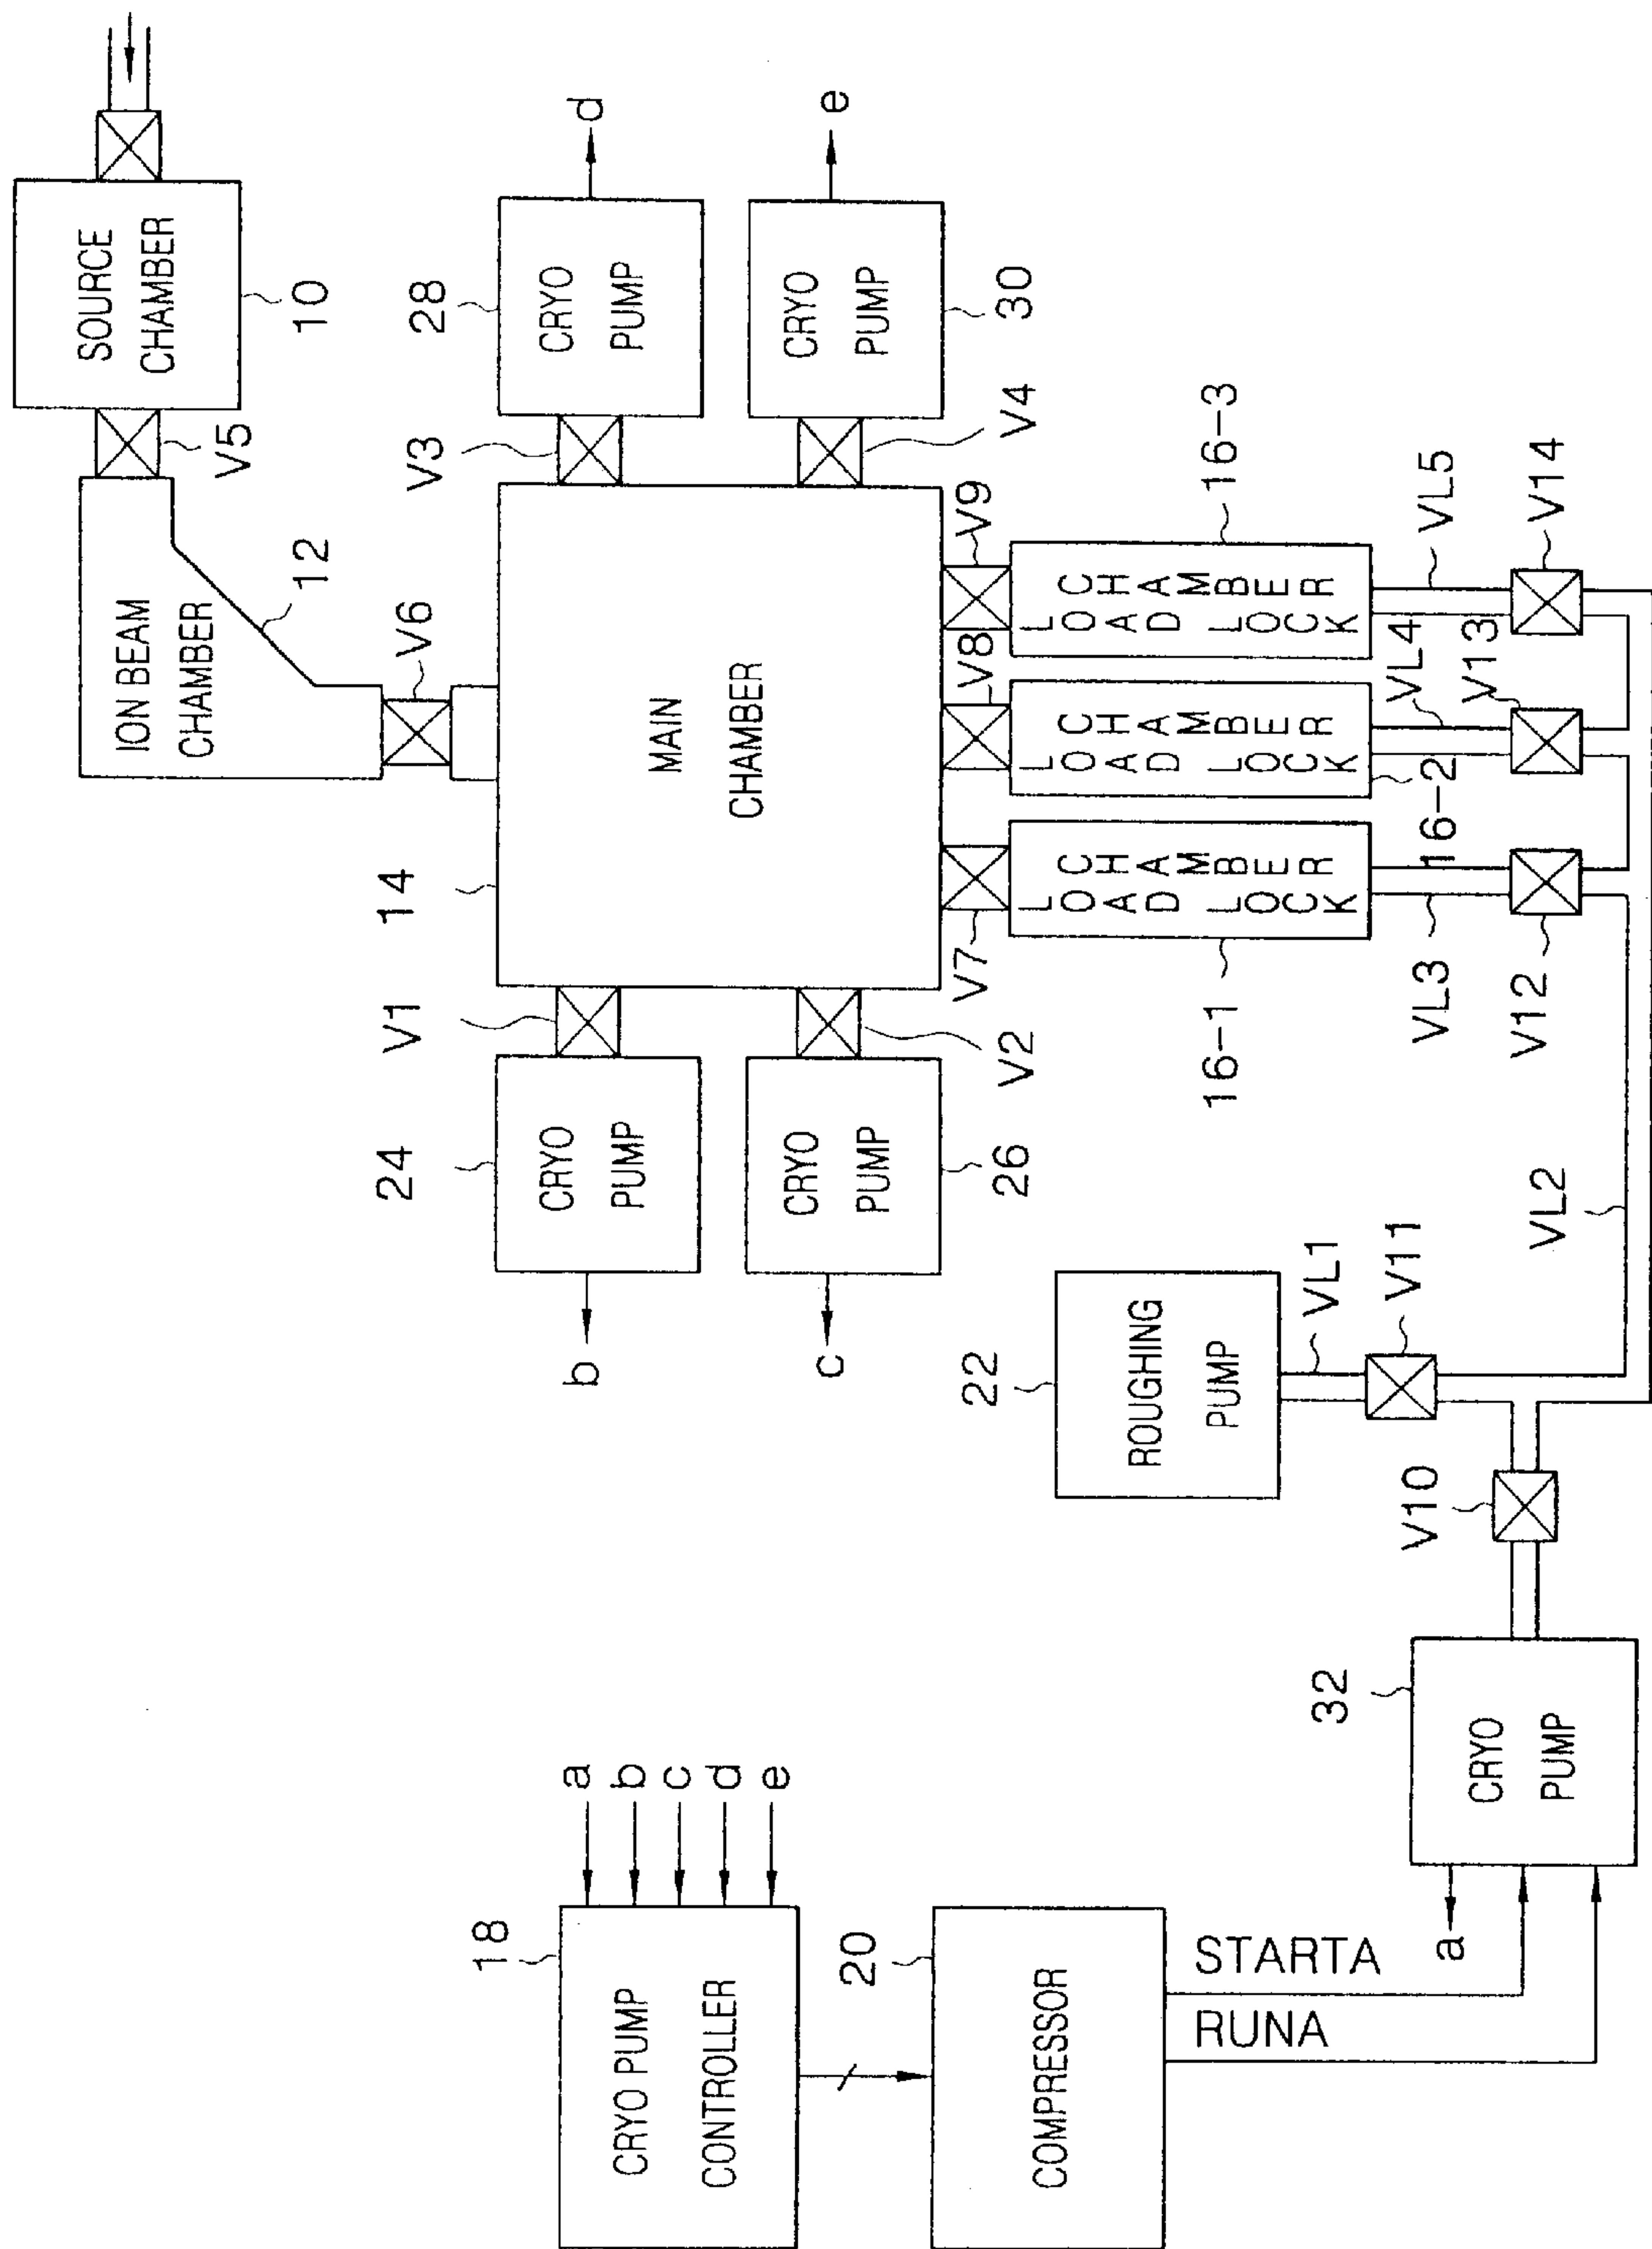 SOURCE
CHAMBER
10
V5
ION BEAM
CHAMBER
12
V6
28
CRYO
PUMP
d
V3
30
CRYO
PUMP
e
V4
14
MAIN
CHAMBER
V1
24
CRYO
PUMP
b
V2
26
CRYO
PUMP
c
V7
V8
V9
LOAD LOCK
CHAMBER
16-1
LOAD LOCK
CHAMBER
16-2
LOAD LOCK
CHAMBER
16-3
VL3
VL4
VL5
V12
V13
V14
VL2
22
ROUGHING
PUMP
VL1
V11
V10
32
CRYO
PUMP
a
18
CRYO PUMP
CONTROLLER
a
b
c
d
e
20
COMPRESSOR
STARTA
RUNA